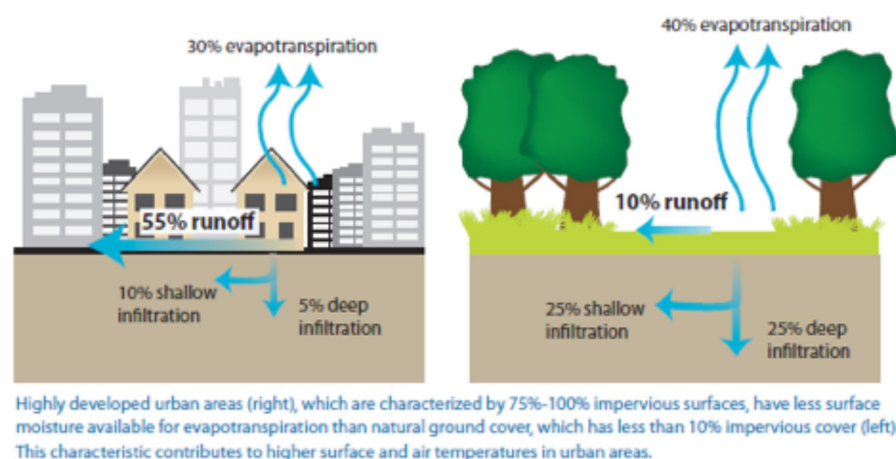 30% evapotranspiration
55% runoff
10% shallow
infiltration
5% deep
infiltration
40% evapotranspiration
10% runoff
25% shallow
infiltration
25% deep
infiltration
Highly developed urban areas (right), which are characterized by 75%-100% impervious surfaces, have less surface
moisture available for evapotranspiration than natural ground cover, which has less than 10% impervious cover (left)
This characteristic contributes to higher surface and air temperatures in urban areas.